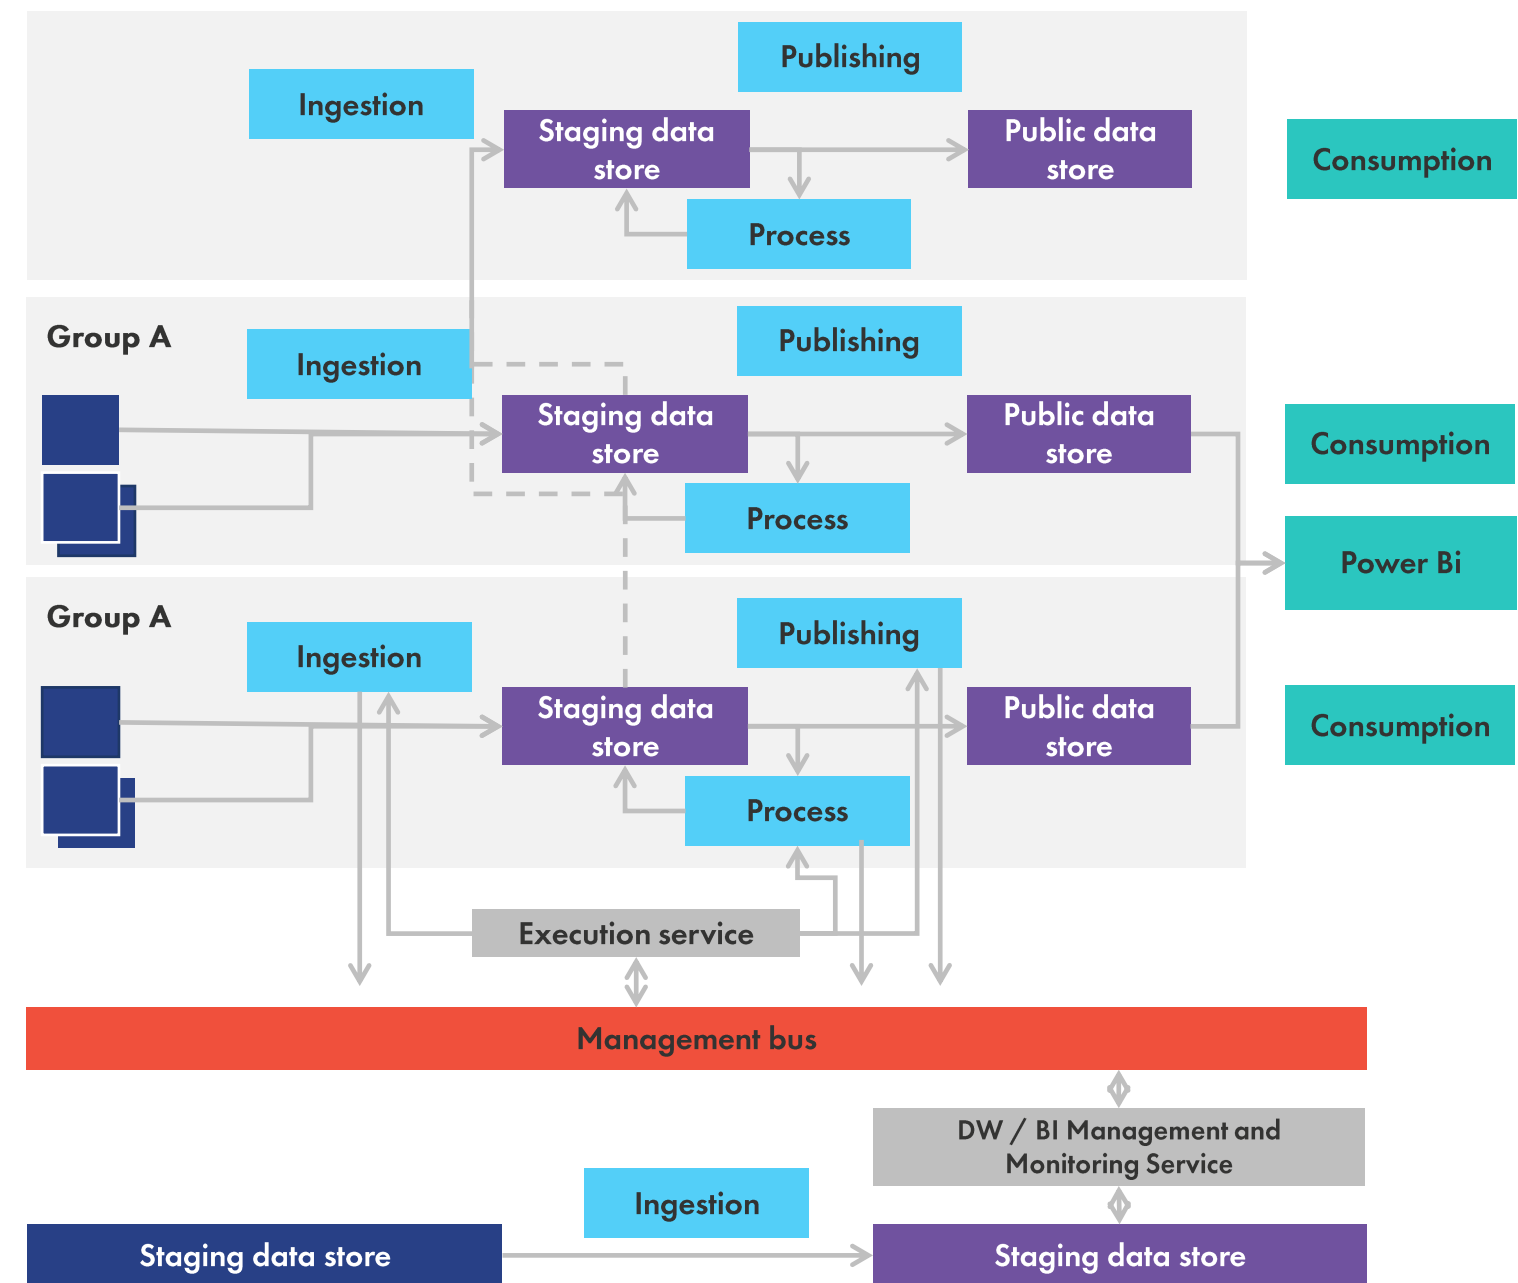 Publishing
Ingestion
Staging data
store
Public data
store
Consumption
Process
Group A
Publishing
Ingestion
Staging data
store
Public data
store
Consumption
Process
Power Bi
Group A
Publishing
Ingestion
Staging data
store
Public data
store
Consumption
Process
Execution service
Management bus
DW / BI Management and
Monitoring Service
Ingestion
Staging data store
Staging data store